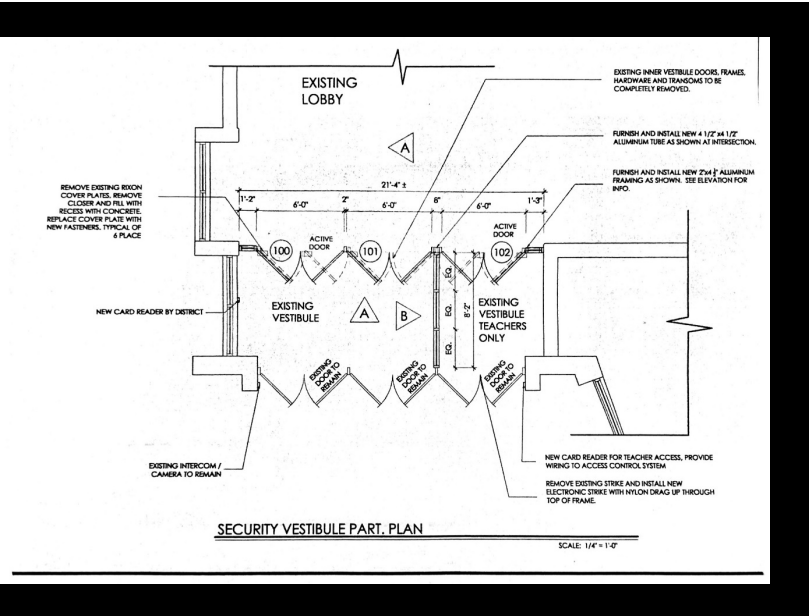 EXISTING
LOBBY
EXISTING INNER VESTIBULE DOORS, FRAMES,
HARDWARE AND TRANSOMS TO BE
COMPLETELY REMOVED.
A
FURNISH AND INSTALL NEW 4 1/2" x4 1/2"
ALUMINUM TUBE AS SHOWN AT INTERSECTION.
FURNISH AND INSTALL NEW 2"x4 ½" ALUMINUM
FRAMING AS SHOWN. SEE ELEVATION FOR
INFO.
REMOVE EXISTING RIXON
COVER PLATES, REMOVE
CLOSER AND FILL WITH
RECESS WITH CONCRETE.
REPLACE COVER PLATE WITH
NEW FASTENERS. TYPICAL OF
6 PLACE
21'-4" ±
1'-2"
6'-0"
2"
6'-0"
8"
6'-0"
1'-3"
100
ACTIVE
DOOR
101
ACTIVE
DOOR
102
NEW CARD READER BY DISTRICT
EXISTING
VESTIBULE
A
B
EQ.
EQ.
EQ.
8'-2"
EXISTING
VESTIBULE
TEACHERS
ONLY
EXISTING
DOOR TO
REMAIN
EXISTING
DOOR TO
REMAIN
EXISTING
DOOR TO
REMAIN
EXISTING INTERCOM /
CAMERA TO REMAIN
NEW CARD READER FOR TEACHER ACCESS, PROVIDE
WIRING TO ACCESS CONTROL SYSTEM
REMOVE EXISTING STRIKE AND INSTALL NEW
ELECTRONIC STRIKE WITH NYLON DRAG UP THROUGH
TOP OF FRAME.
SECURITY VESTIBULE PART. PLAN
SCALE: 1/4" = 1'-0"